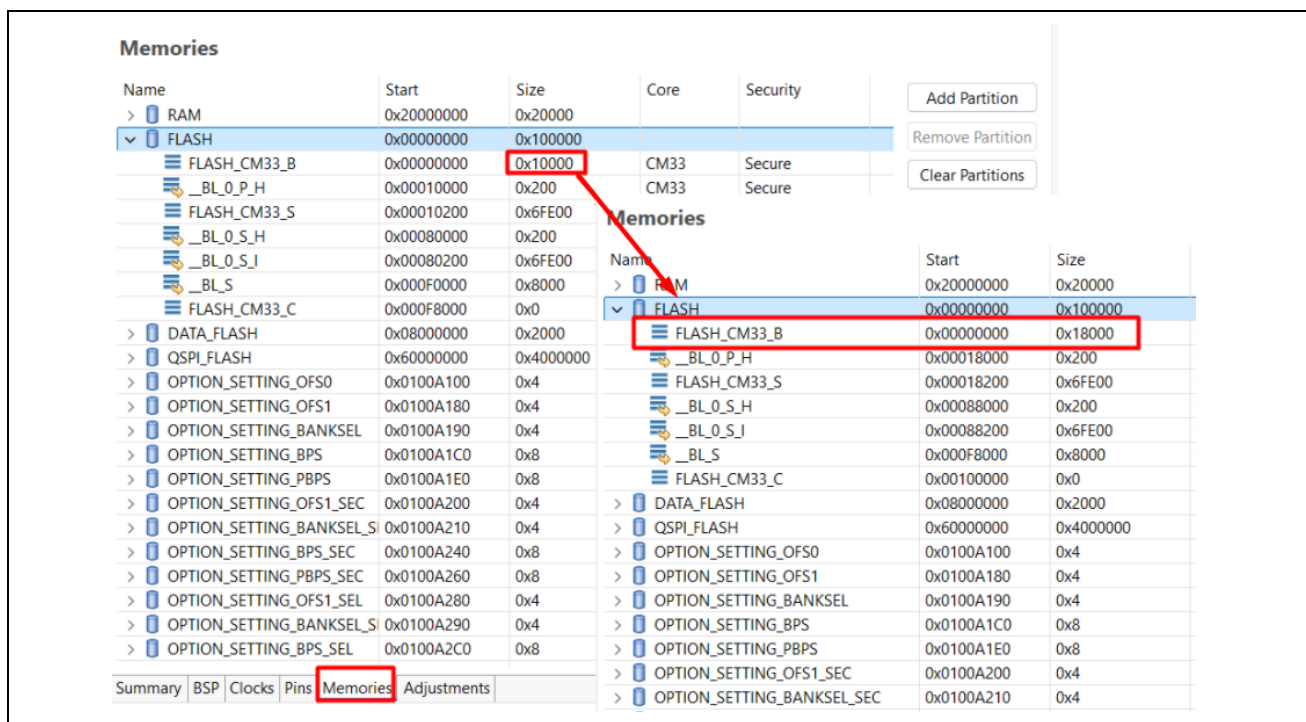 Memories
Name Start Size Core Security
RAM 0x20000000 0x20000
FLASH 0x00000000 0x100000
FLASH_CM33_B 0x00000000 0x10000 CM33 Secure
__BL_0_P_H 0x00010000 0x200 CM33 Secure
FLASH_CM33_S 0x00010200 0x6FE00
__BL_0_S_H 0x00080000 0x200
__BL_0_S_I 0x00080200 0x6FE00
__BL_S 0x000F0000 0x8000
FLASH_CM33_C 0x000F8000 0x0
DATA_FLASH 0x08000000 0x2000
QSPI_FLASH 0x60000000 0x4000000
OPTION_SETTING_OFS0 0x0100A100 0x4
OPTION_SETTING_OFS1 0x0100A180 0x4
OPTION_SETTING_BANKSEL 0x0100A190 0x4
OPTION_SETTING_BPS 0x0100A1C0 0x8
OPTION_SETTING_PBPS 0x0100A1E0 0x8
OPTION_SETTING_OFS1_SEC 0x0100A200 0x4
OPTION_SETTING_BANKSEL_S 0x0100A210 0x4
OPTION_SETTING_BPS_SEC 0x0100A240 0x8
OPTION_SETTING_PBPS_SEC 0x0100A260 0x8
OPTION_SETTING_OFS1_SEL 0x0100A280 0x4
OPTION_SETTING_BANKSEL_S 0x0100A290 0x4
OPTION_SETTING_BPS_SEL 0x0100A2C0 0x8
Summary BSP Clocks Pins Memories Adjustments
Add Partition
Remove Partition
Clear Partitions
Memories
Name Start Size
RAM 0x20000000 0x20000
FLASH 0x00000000 0x100000
FLASH_CM33_B 0x00000000 0x18000
__BL_0_P_H 0x00018000 0x200
FLASH_CM33_S 0x00018200 0x6FE00
__BL_0_S_H 0x00088000 0x200
__BL_0_S_I 0x00088200 0x6FE00
__BL_S 0x000F8000 0x8000
FLASH_CM33_C 0x00100000 0x0
DATA_FLASH 0x08000000 0x2000
QSPI_FLASH 0x60000000 0x4000000
OPTION_SETTING_OFS0 0x0100A100 0x4
OPTION_SETTING_OFS1 0x0100A180 0x4
OPTION_SETTING_BANKSEL 0x0100A190 0x4
OPTION_SETTING_BPS 0x0100A1C0 0x8
OPTION_SETTING_PBPS 0x0100A1E0 0x8
OPTION_SETTING_OFS1_SEC 0x0100A200 0x4
OPTION_SETTING_BANKSEL_SEC 0x0100A210 0x4